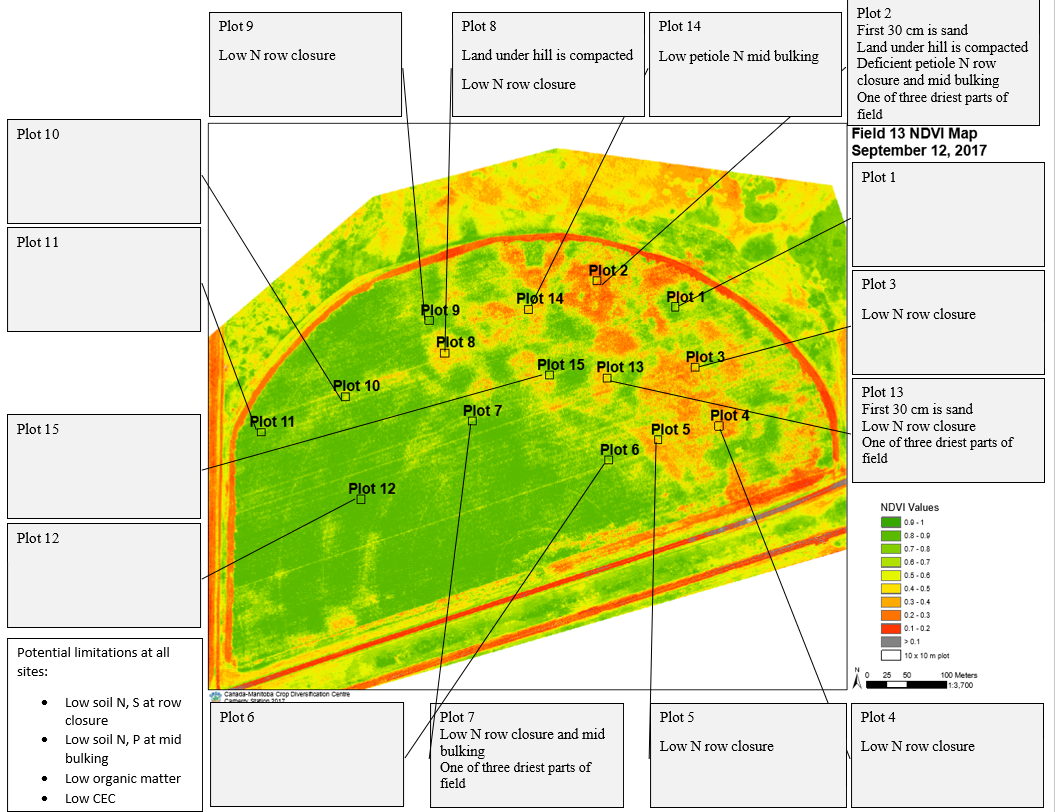 Plot 9
Low N row closure
Plot 8
Land under hill is compacted
Low N row closure
Plot 14
Low petiole N mid bulking
Plot 2
First 30 cm is sand
Land under hill is compacted
Deficient petiole N row
closure and mid bulking
One of three driest parts of
field
Plot 10
Plot 11
Plot 15
Plot 12
Field 13 NDVI Map
September 12, 2017
Plot 1
Plot 3
Low N row closure
Plot 13
First 30 cm is sand
Low N row closure
One of three driest parts of
field
Plot 2
Plot 14
Plot 1
Plot 9
Plot 8
Plot 15
Plot 13
Plot 3
Plot 10
Plot 7
Plot 4
Plot 11
Plot 5
Plot 6
Plot 12
NDVI Values
0.9 - 1
0.8 - 0.9
0.7 - 0.8
0.6 - 0.7
0.5 - 0.6
0.4 - 0.5
0.3 - 0.4
0.2 - 0.3
0.1 - 0.2
> 0.1
10 x 10 m plot
N
0 25 50 100 Meters
1:3,700
Canada-Manitoba Crop Diversification Centre
Carberry Station 2017
Potential limitations at all
sites:
• Low soil N, S at row
closure
• Low soil N, P at mid
bulking
• Low organic matter
• Low CEC
Plot 6
Plot 7
Low N row closure and mid
bulking
One of three driest parts of
field
Plot 5
Low N row closure
Plot 4
Low N row closure